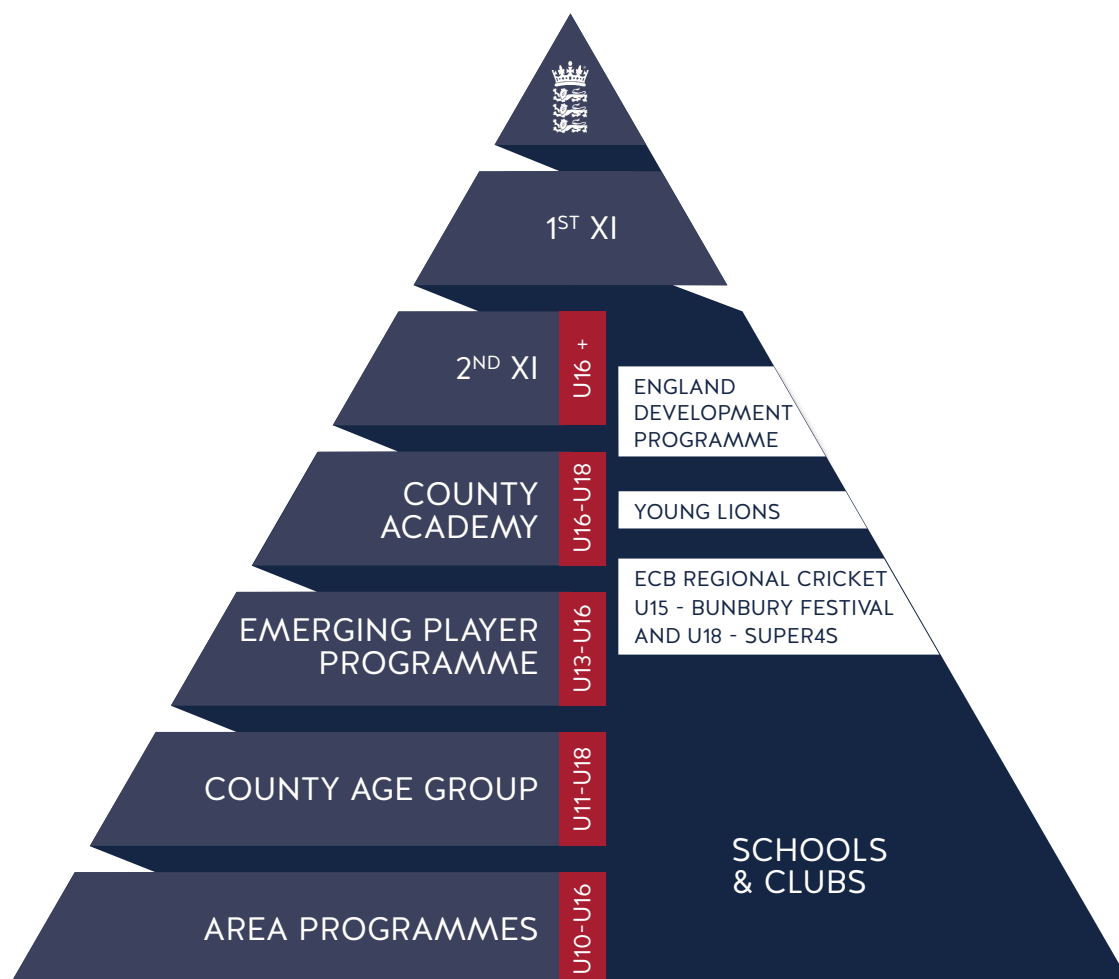 1ST XI
2ND XI
U16 +
ENGLAND
DEVELOPMENT
PROGRAMME
COUNTY
ACADEMY
U16-U18
YOUNG LIONS
EMERGING PLAYER
PROGRAMME
U13-U16
ECB REGIONAL CRICKET
U15 - BUNBURY FESTIVAL
AND U18 - SUPER4S
COUNTY AGE GROUP
U11-U18
SCHOOLS
& CLUBS
AREA PROGRAMMES
U10-U16